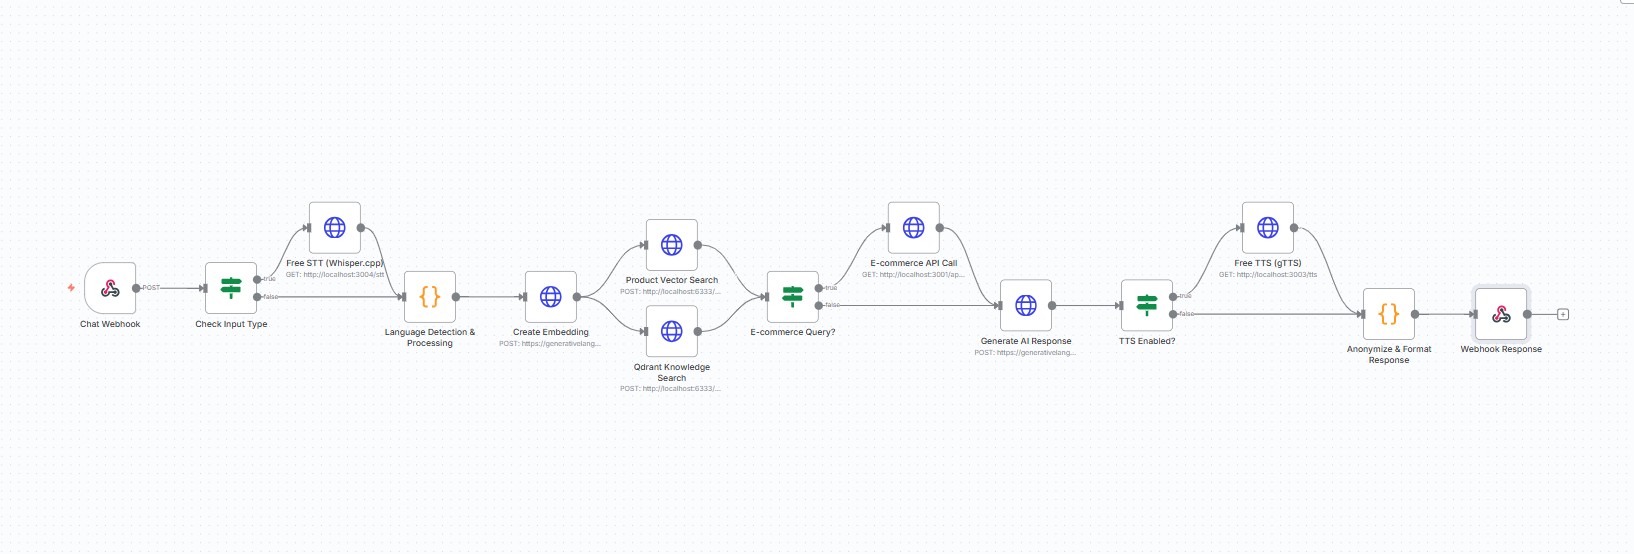 Chat Webhook
POST
Check Input Type
true
false
Free STT (Whisper.cpp)
GET: http://localhost:3004/stt
Language Detection &
Processing
Create Embedding
POST: https://generativelang...
Product Vector Search
POST: http://localhost:6333/...
Qdrant Knowledge
Search
POST: http://localhost:6333/...
E-commerce Query?
true
false
E-commerce API Call
GET: http://localhost:3001/ap...
Generate AI Response
POST: https://generativelang...
TTS Enabled?
true
false
Free TTS (gTTS)
GET: http://localhost:3003/tts
Anonymize & Format
Response
Webhook Response